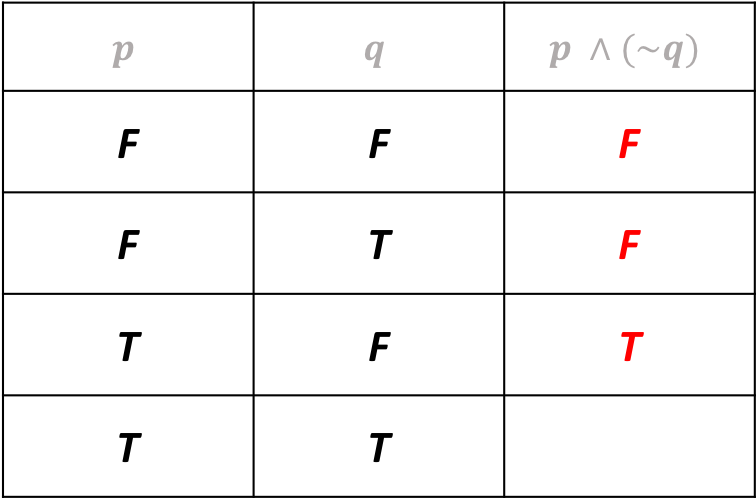 p q p ∧ (~q)
F F F
F T F
T F T
T T